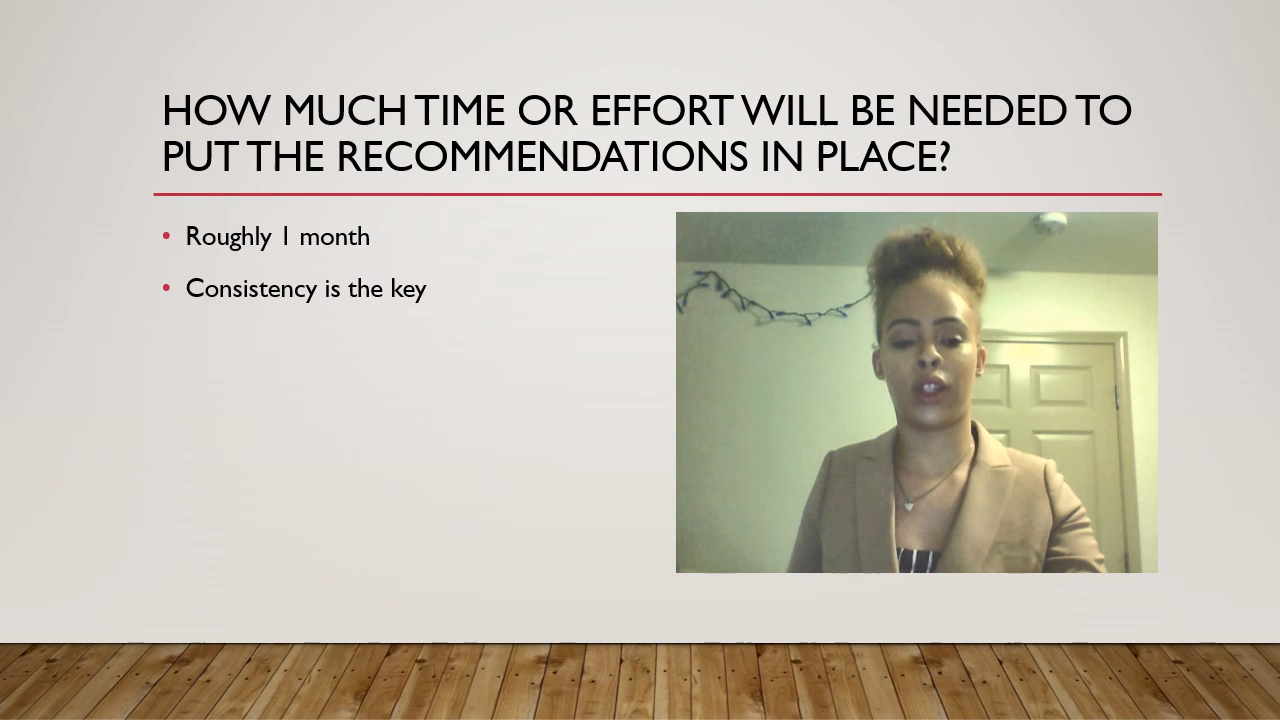 HOW MUCH TIME OR EFFORT WILL BE NEEDED TO
PUT THE RECOMMENDATIONS IN PLACE?
• Roughly 1 month
• Consistency is the key